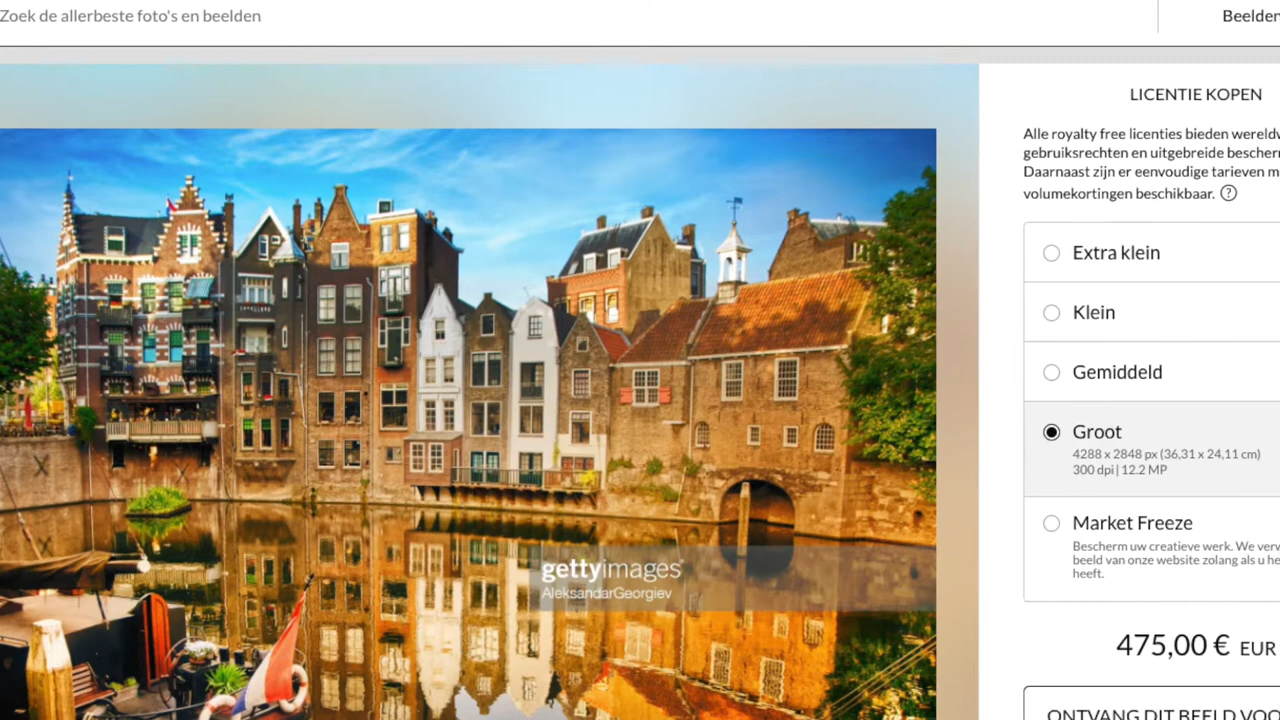 Zoek de allerbeste foto's en beelden
Beelden
LICENTIE KOPEN
Alle royalty free licenties bieden
gebruiksrechten en uitgebreide
Daarnaast zijn er eenvoudige tarieven
volumekortingen beschikbaar. ?
Extra klein
Klein
Gemiddeld
Groot
4288 x 2848 px (36,31 x 24,11 cm)
300 dpi | 12.2 MP
Market Freeze
Bescherm uw creatieve werk. We
beeld van onze website zolang als u
heeft.
475,00 € EUR
ONTVANG DIT BEELD
gettyimages
AleksandarGeorgiev